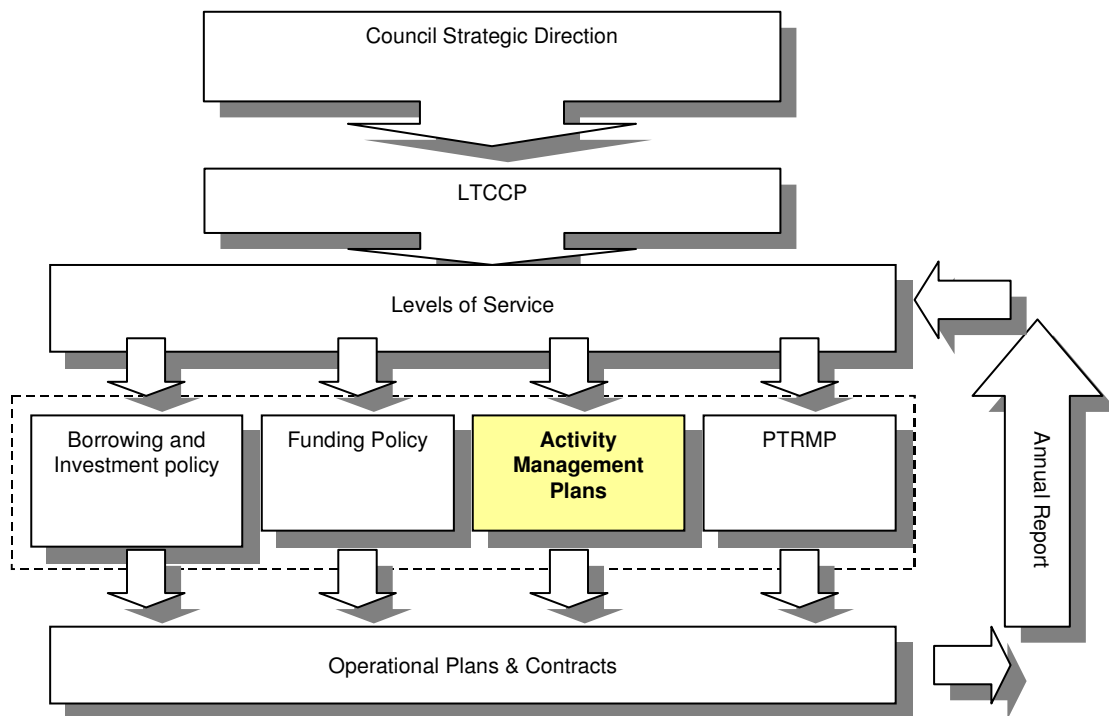 Council Strategic Direction
LTCCP
Levels of Service
Borrowing and
Investment policy
Funding Policy
Activity
Management
Plans
PTRMP
Annual Report
Operational Plans & Contracts